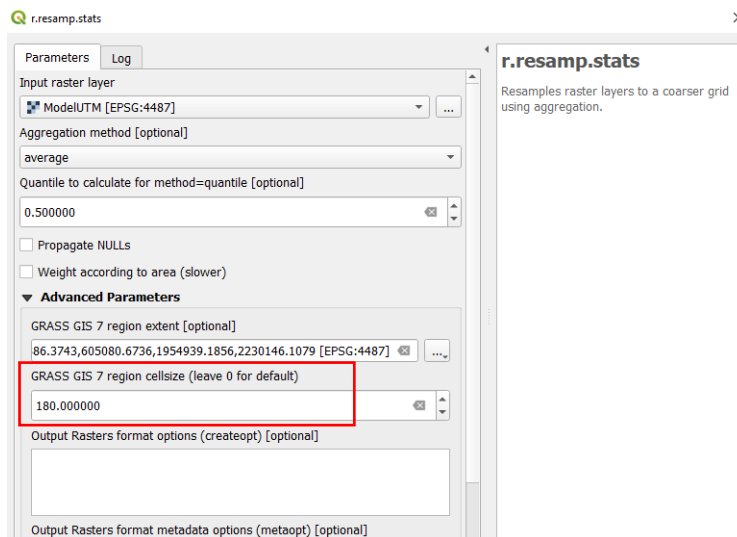 r.resamp.stats
Parameters
Log
Input raster layer
ModelUTM [EPSG:4487]
...
Aggregation method [optional]
average
Quantile to calculate for method=quantile [optional]
0.500000
Propagate NULLs
Weight according to area (slower)
Advanced Parameters
GRASS GIS 7 region extent [optional]
86.3743,605080.6736,1954939.1856,2230146.1079 [EPSG:4487]
...
GRASS GIS 7 region cellsize (leave 0 for default)
180.000000
Output Rasters format options (createopt) [optional]
Output Rasters format metadata options (metaopt) [optional]
r.resamp.stats
Resamples raster layers to a coarser grid
using aggregation.